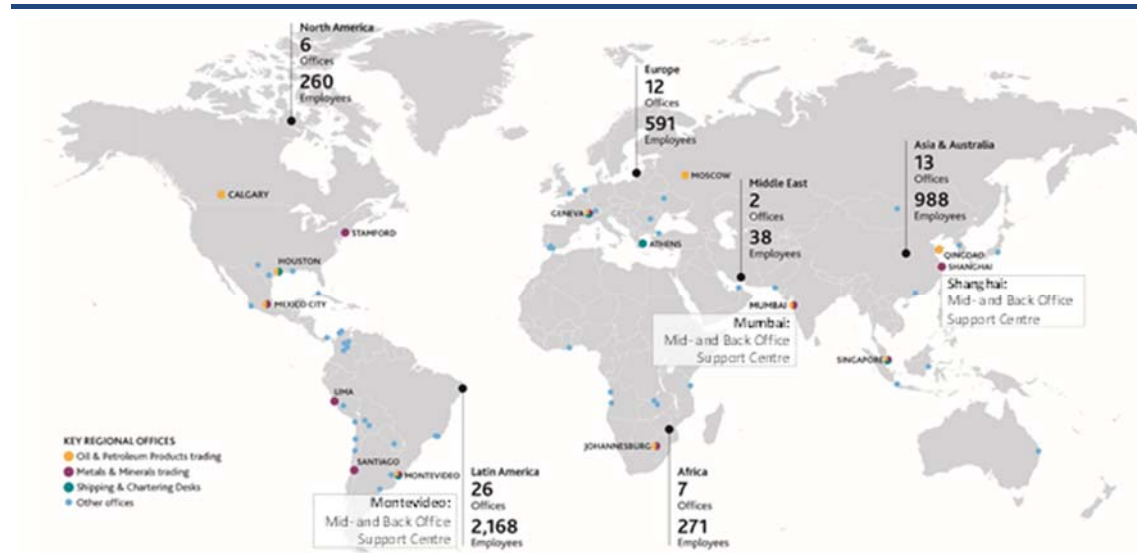 North America
6
Offices
260
Employees
Europe
12
Offices
591
Employees
Asia & Australia
13
Offices
988
Employees
Middle East
2
Offices
38
Employees
CALGARY
STAMFORD
HOUSTON
MEXICO CITY
MOSCOW
GENEVA
ATHENS
QINGDAO
SHANGHAI
Shanghai:
Mid- and Back Office
Support Centre
MUMBAI
Mumbai:
Mid- and Back Office
Support Centre
SINGAPORE
LIMA
JOHANNESBURG
SANTIAGO
MONTEVIDEO
Montevideo:
Mid- and Back Office
Support Centre
Latin America
26
Offices
2,168
Employees
Africa
7
Offices
271
Employees
KEY REGIONAL OFFICES
Oil & Petroleum Products trading
Metals & Minerals trading
Shipping & Chartering Desks
Other offices